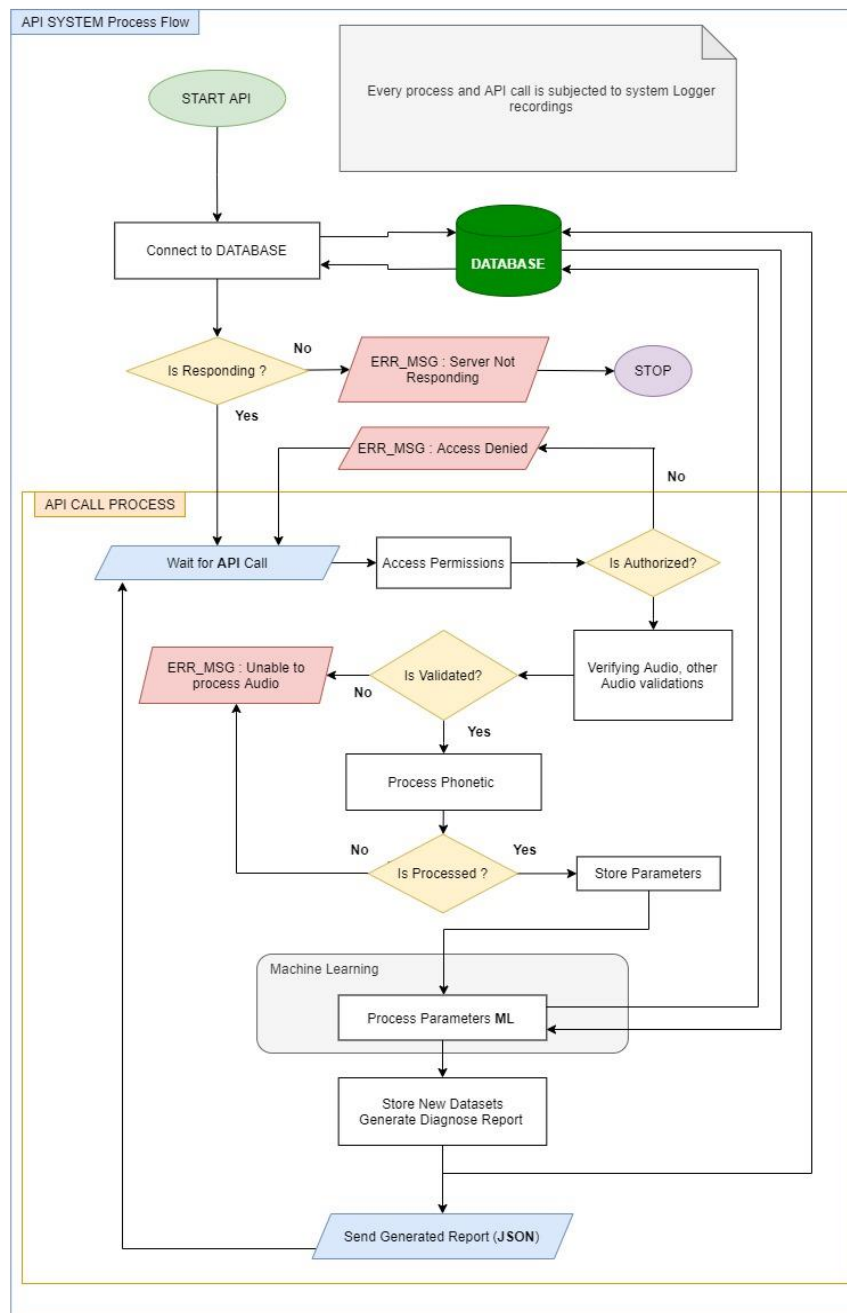 API SYSTEM Process Flow
START API
Every process and API call is subjected to system Logger
recordings
Connect to DATABASE
DATABASE
Is Responding ?
No
ERR_MSG : Server Not
Responding
STOP
Yes
ERR_MSG : Access Denied
No
API CALL PROCESS
Wait for API Call
Access Permissions
Is Authorized?
ERR_MSG : Unable to
process Audio
No
Is Validated?
Verifying Audio, other
Audio validations
Yes
Process Phonetic
No
Is Processed ?
Yes
Store Parameters
Machine Learning
Process Parameters ML
Store New Datasets
Generate Diagnose Report
Send Generated Report (JSON)